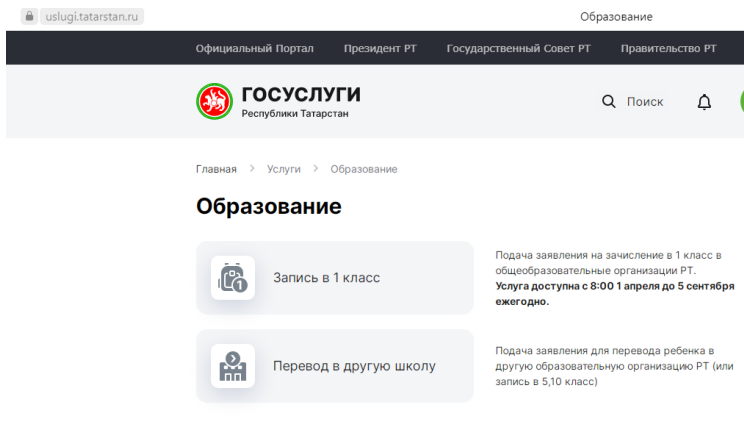 uslugi.tatarstan.ru
Образование
Официальный Портал Президент РТ Государственный Совет РТ Правительство РТ
ГОСУСЛУГИ
Республики Татарстан
Поиск
Главная > Услуги > Образование
Образование
Запись в 1 класс
Подача заявления на зачисление в 1 класс в
общеобразовательные организации РТ.
Услуга доступна с 8:00 1 апреля до 5 сентября
ежегодно.
Перевод в другую школу
Подача заявления для перевода ребенка в
другую образовательную организацию РТ (или
запись в 5,10 класс)